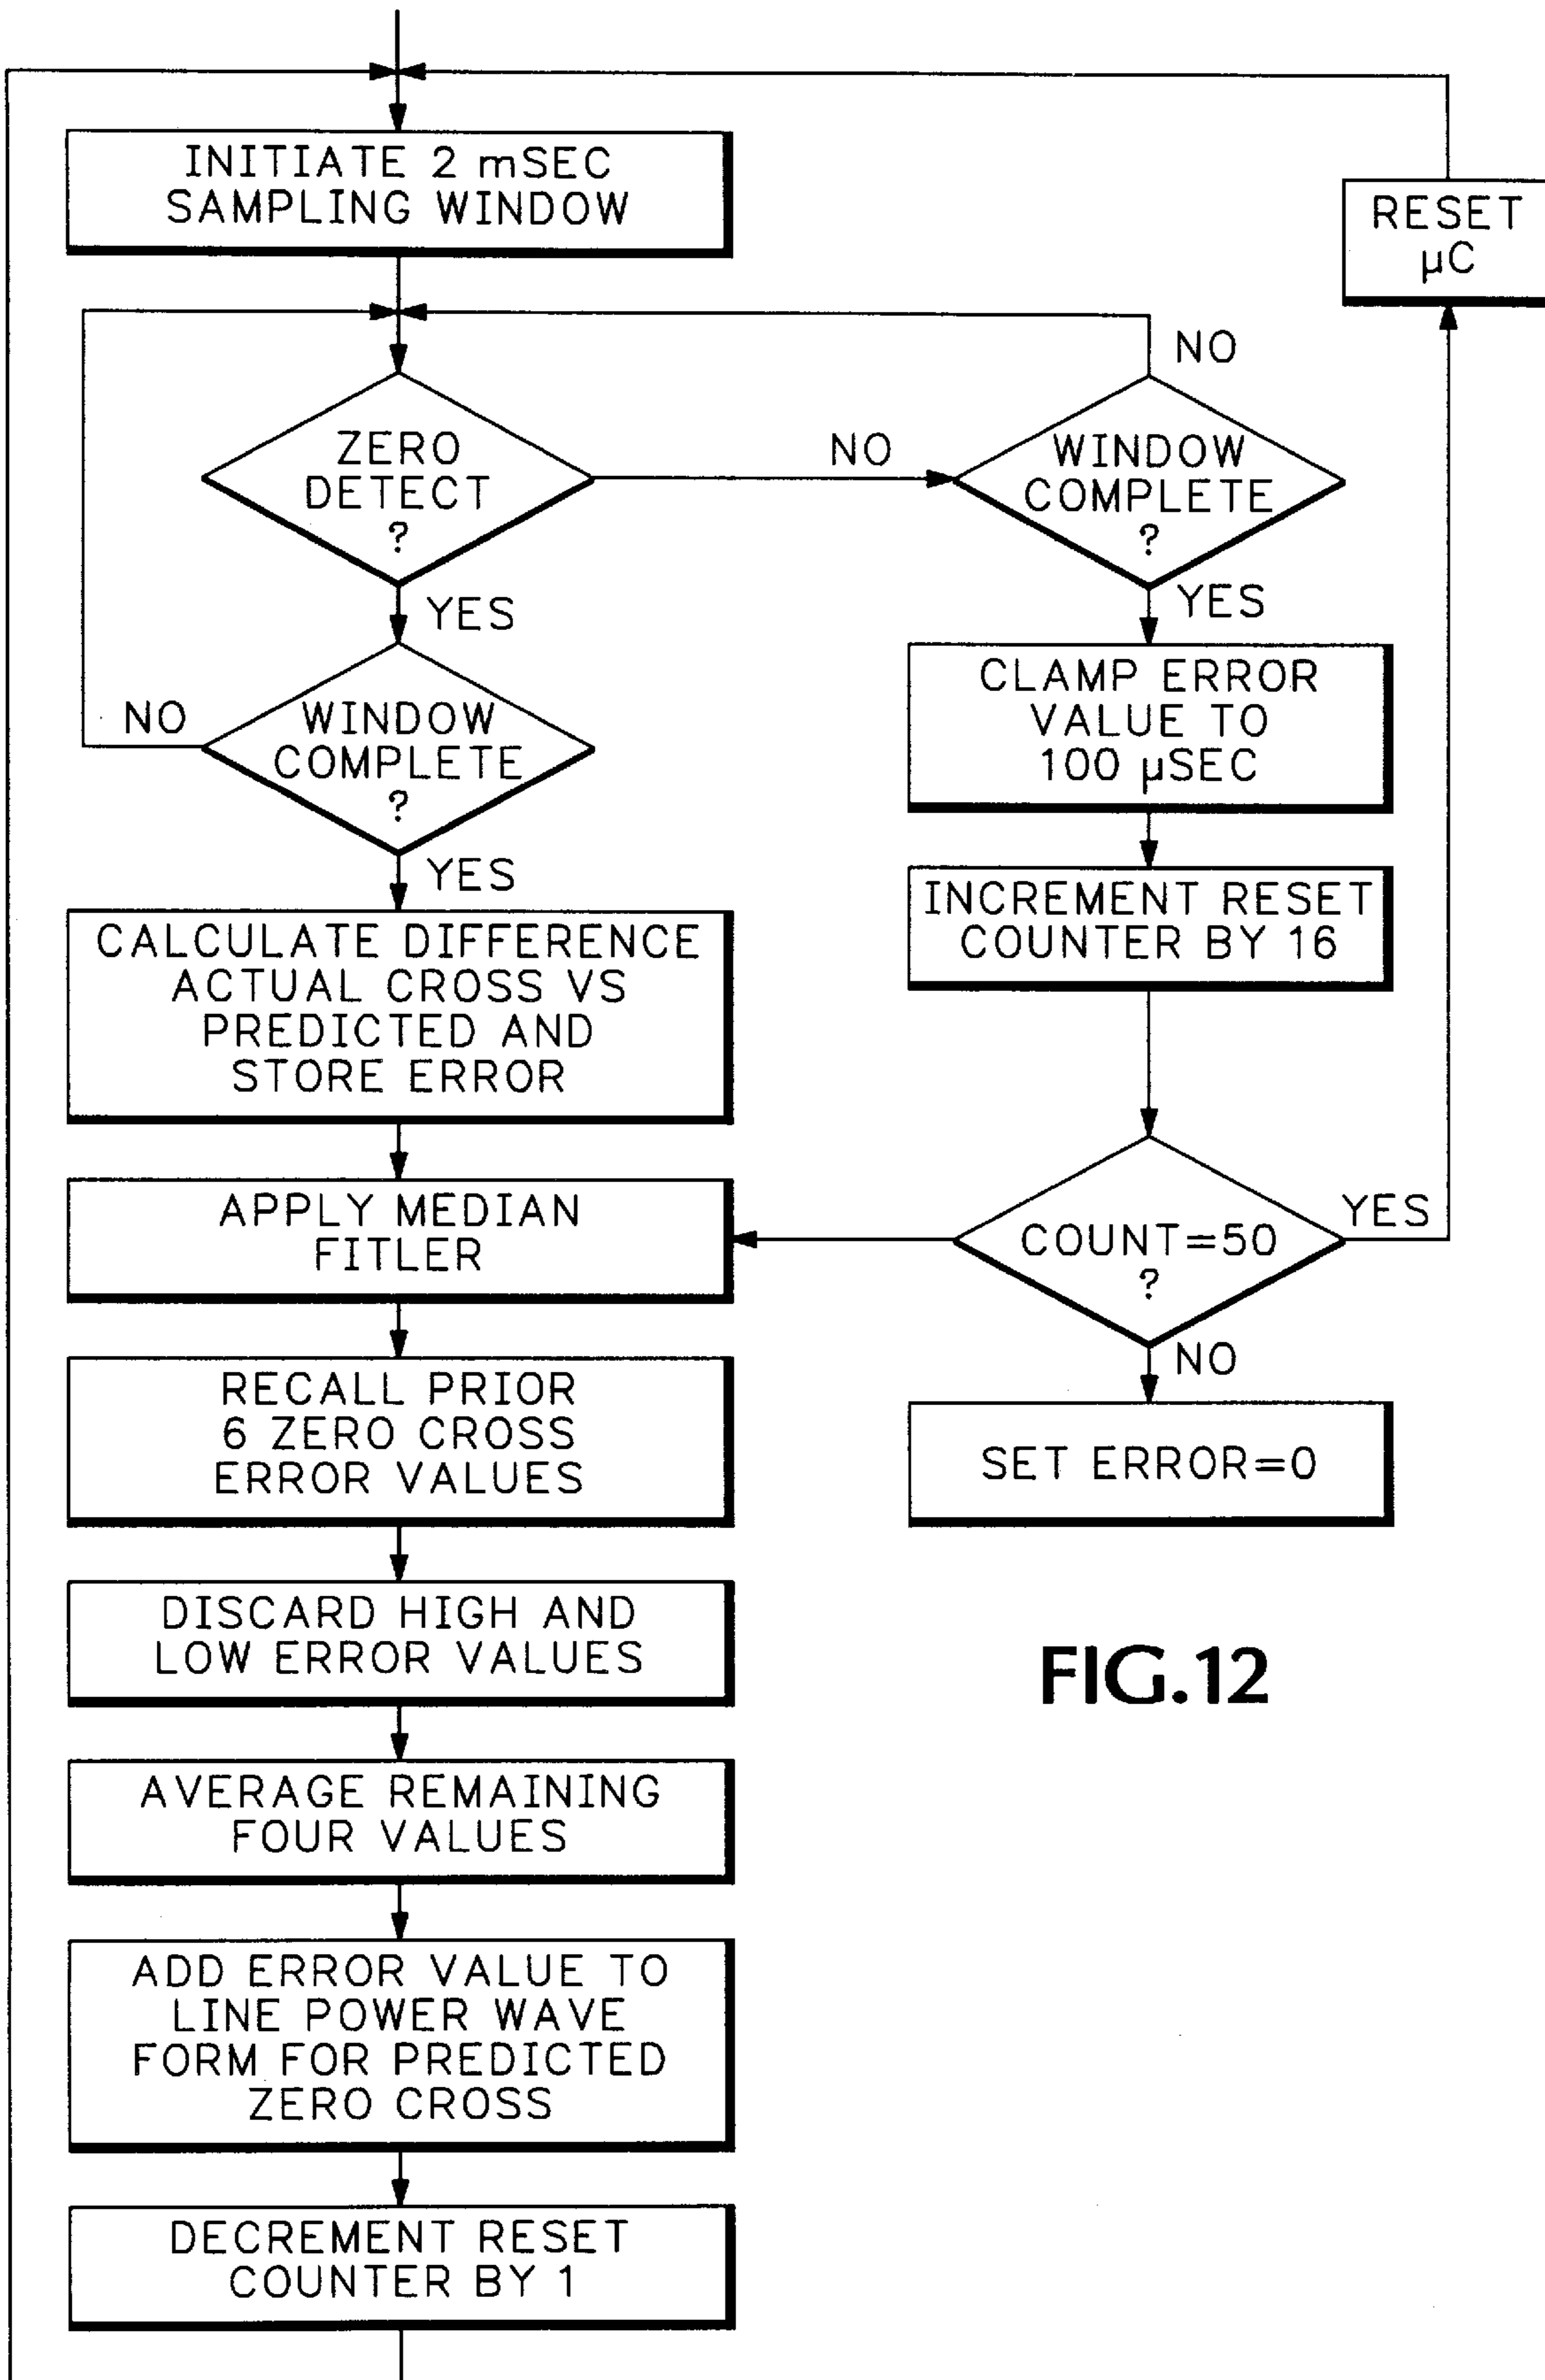 INITIATE 2 mSEC
SAMPLING WINDOW
RESET
µC
NO
ZERO
DETECT
?
NO
WINDOW
COMPLETE
?
YES
YES
NO
WINDOW
COMPLETE
?
CLAMP ERROR
VALUE TO
100 µSEC
YES
INCREMENT RESET
COUNTER BY 16
CALCULATE DIFFERENCE
ACTUAL CROSS VS
PREDICTED AND
STORE ERROR
APPLY MEDIAN
FITLER
COUNT=50
?
YES
NO
RECALL PRIOR
6 ZERO CROSS
ERROR VALUES
SET ERROR=0
DISCARD HIGH AND
LOW ERROR VALUES
FIG.12
AVERAGE REMAINING
FOUR VALUES
ADD ERROR VALUE TO
LINE POWER WAVE
FORM FOR PREDICTED
ZERO CROSS
DECREMENT RESET
COUNTER BY 1